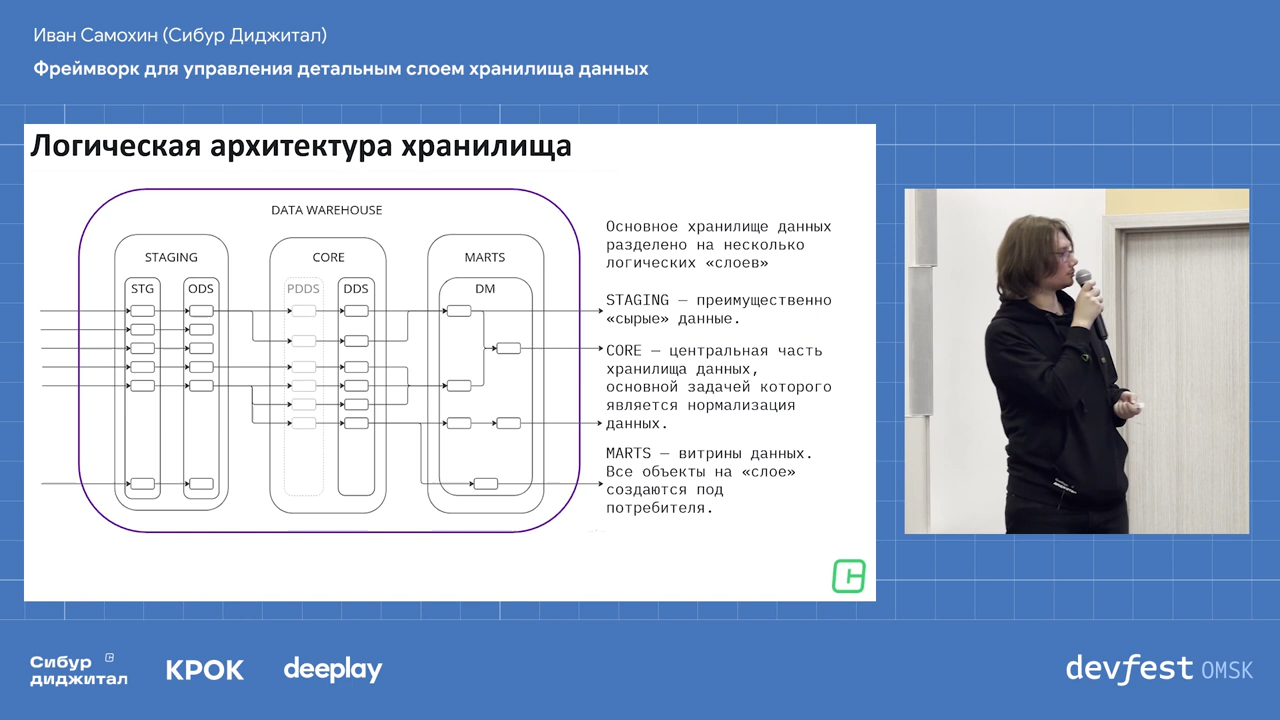 Иван Самохин (Сибур Диджитал)
Фреймворк для управления детальным слоем хранилища данных
Логическая архитектура хранилища
DATA WAREHOUSE
STAGING
CORE
MARTS
STG
ODS
PDDS
DDS
DM
Основное хранилище данных
разделено на несколько
логических «слоев»
STAGING – преимущественно
«сырые» данные.
CORE – центральная часть
хранилища данных,
основной задачей которого
является нормализация
данных.
MARTS – витрины данных.
Все объекты на «слое»
создаются под
потребителя.
Сибур
диджитал
КРОК
deeplay
devfest OMSK